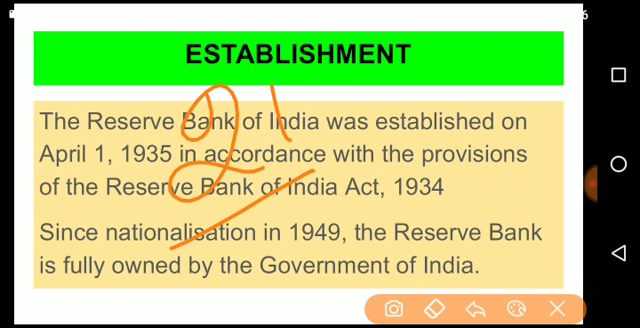 ESTABLISHMENT
The Reserve Bank of India was established on
April 1, 1935 in accordance with the provisions
of the Reserve Bank of India Act, 1934
21
Since nationalisation in 1949, the Reserve Bank
is fully owned by the Government of India.